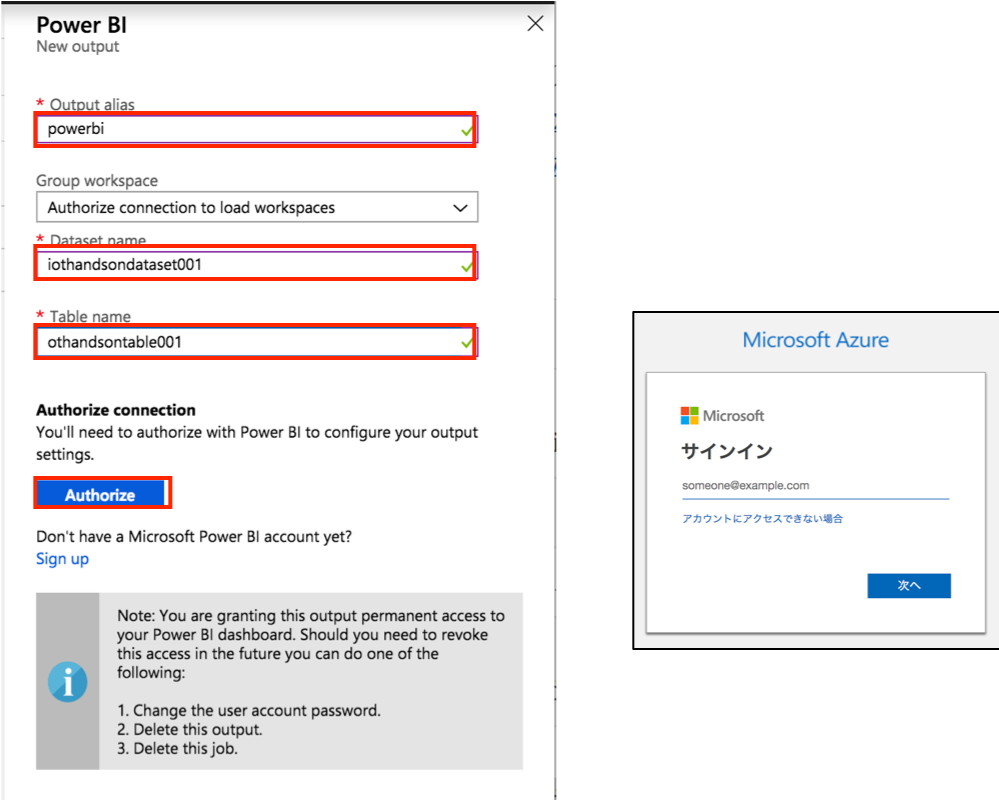 Power BI
New output
* Output alias
powerbi
Group workspace
Authorize connection to load workspaces
* Dataset name
iothandsondataset001
* Table name
othandsontable001
Authorize connection
You'll need to authorize with Power BI to configure your output
settings.
Authorize
Don't have a Microsoft Power BI account yet?
Sign up
Note: You are granting this output permanent access to
your Power BI dashboard. Should you need to revoke
this access in the future you can do one of the
following:
1. Change the user account password.
2. Delete this output.
3. Delete this job.
Microsoft Azure
Microsoft
サインイン
someone@example.com
アカウントにアクセスできない場合
次へ